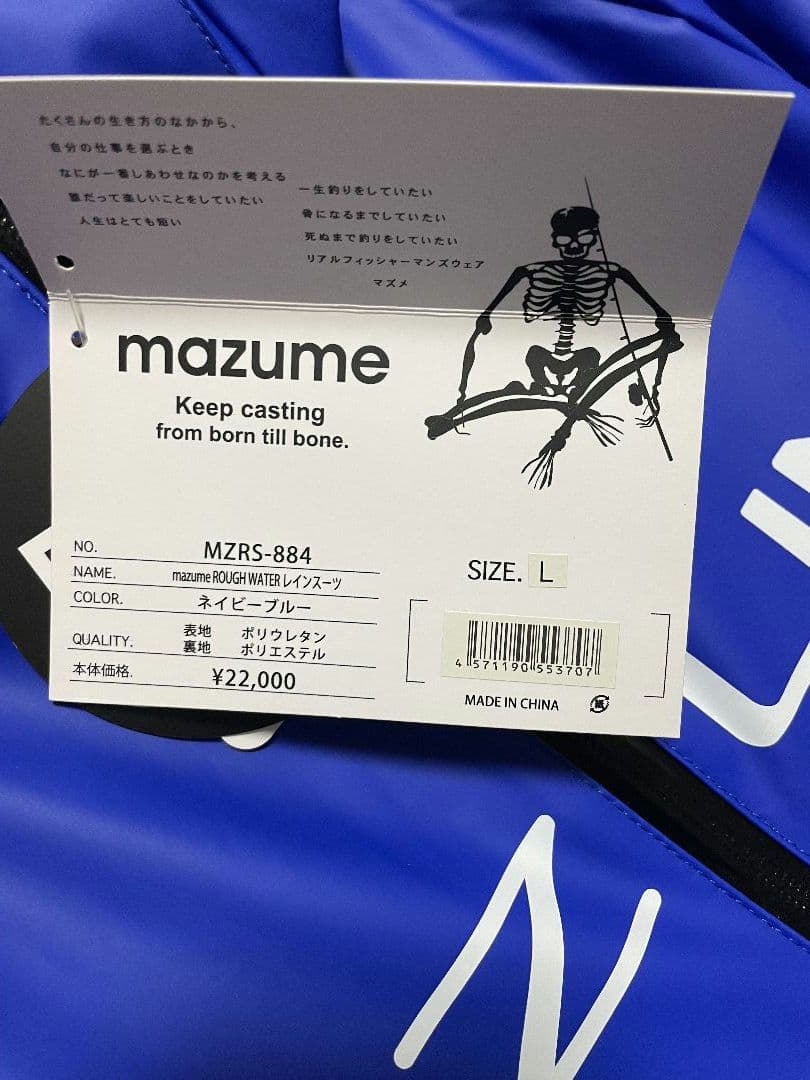 たくさんの生き方のなかから、
自分の仕事を選ぶとき
なにが一番しあわせなのかを考える
誰だって楽しいことをしていたい
人生はとても短い
一生釣りをしていたい
骨になるまでしていたい
死ぬまで釣りをしていたい
リアルフィッシャーマンズウェア
マズメ
mazume
Keep casting
from born till bone.
NO. MZRS-884
NAME. mazume ROUGH WATER レインスーツ
COLOR. ネイビーブルー
QUALITY. 表地 ポリウレタン
裏地 ポリエステル
本体価格. ¥22,000
SIZE. L
4 571190 553707
MADE IN CHINA